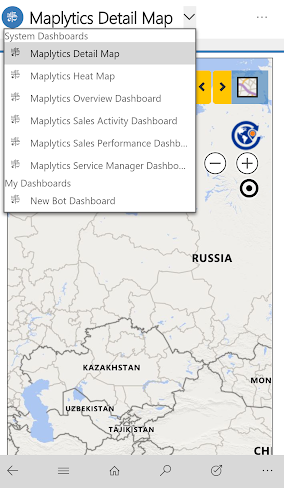 Maplytics Detail Map
System Dashboards
Maplytics Detail Map
Maplytics Heat Map
Maplytics Overview Dashboard
Maplytics Sales Activity Dashboard
Maplytics Sales Performance Dashb...
Maplytics Service Manager Dashbo...
My Dashboards
New Bot Dashboard
RUSSIA
KAZAKHSTAN
MON
UZBEKISTAN
TAJIKISTAN
CHI